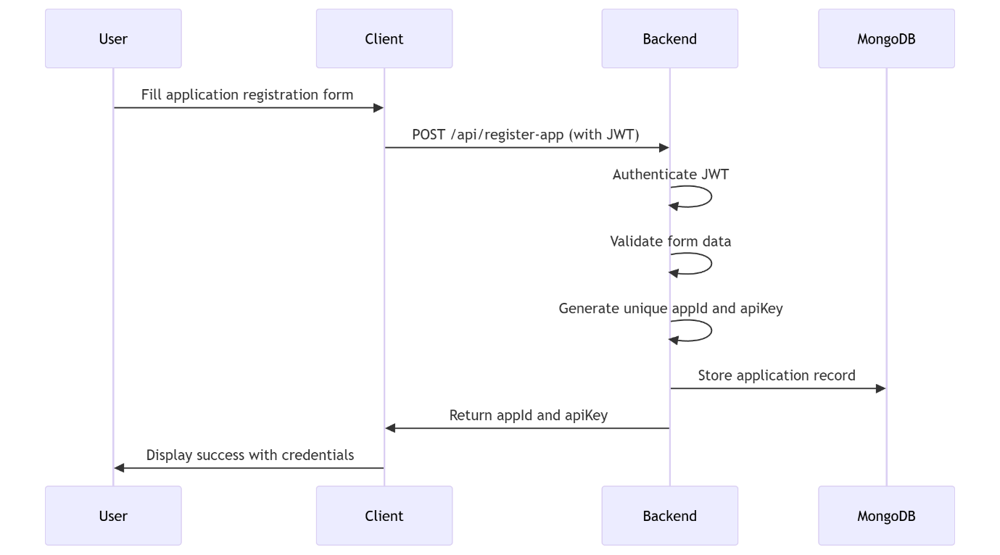 User
Client
Backend
MongoDB
Fill application registration form
POST /api/register-app (with JWT)
Authenticate JWT
Validate form data
Generate unique appId and apiKey
Store application record
Return appId and apiKey
Display success with credentials
User
Client
Backend
MongoDB